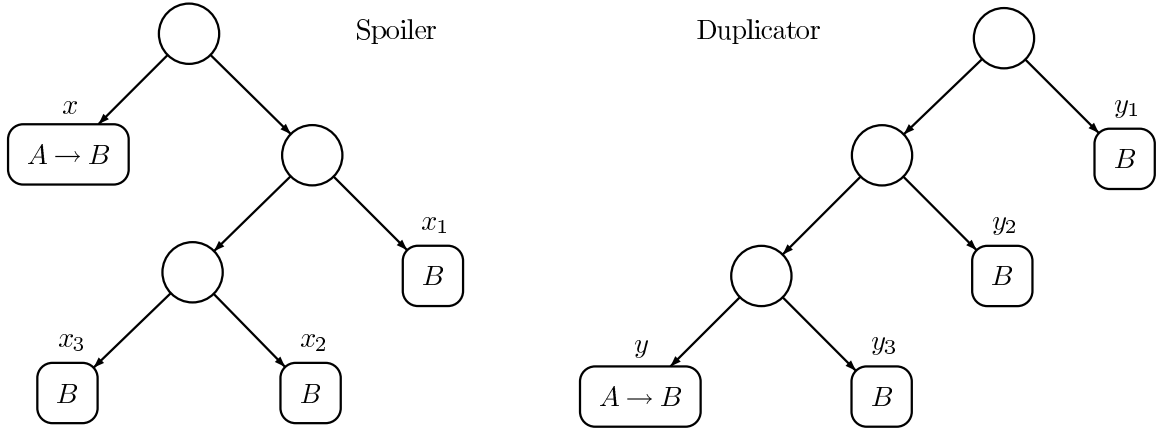 Spoiler
Duplicator
x
A → B
y₁
B
x₁
B
y₂
B
x₃
B
x₂
B
y
A → B
y₃
B